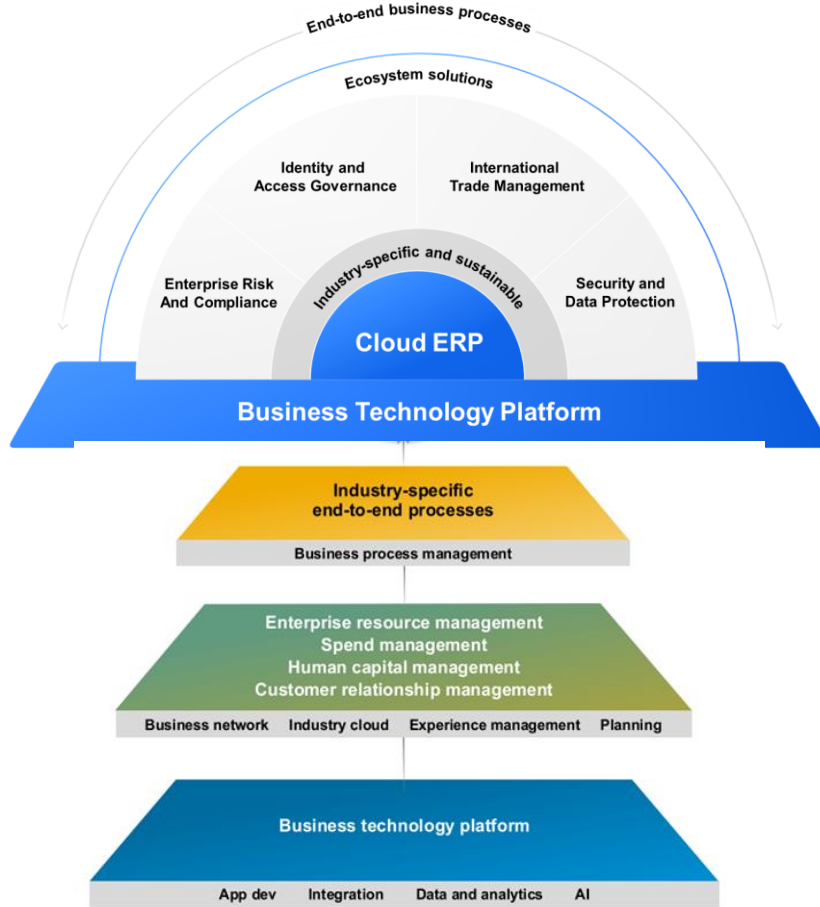 End-to-end business processes
Ecosystem solutions
Identity and
Access Governance
International
Trade Management
Enterprise Risk
And Compliance
Industry-specific and sustainable
Security and
Data Protection
Cloud ERP
Business Technology Platform
Industry-specific
end-to-end processes
Business process management
Enterprise resource management
Spend management
Human capital management
Customer relationship management
Business network Industry cloud Experience management Planning
Business technology platform
App dev Integration Data and analytics AI